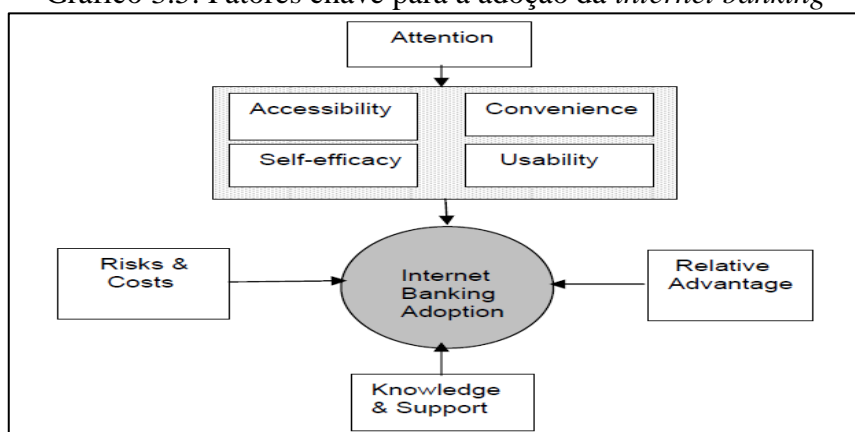 Gráfico 3.3: Fatores chave para a adoção da internet banking
Attention
Accessibility
Convenience
Self-efficacy
Usability
Risks &
Costs
Internet
Banking
Adoption
Relative
Advantage
Knowledge
& Support